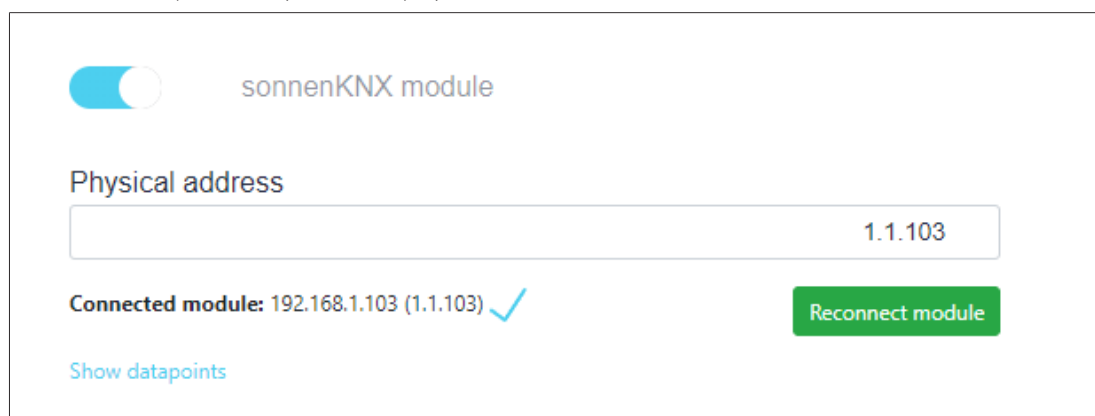 sonnenKNX module
Physical address
1.1.103
Connected module: 192.168.1.103 (1.1.103)
Reconnect module
Show datapoints